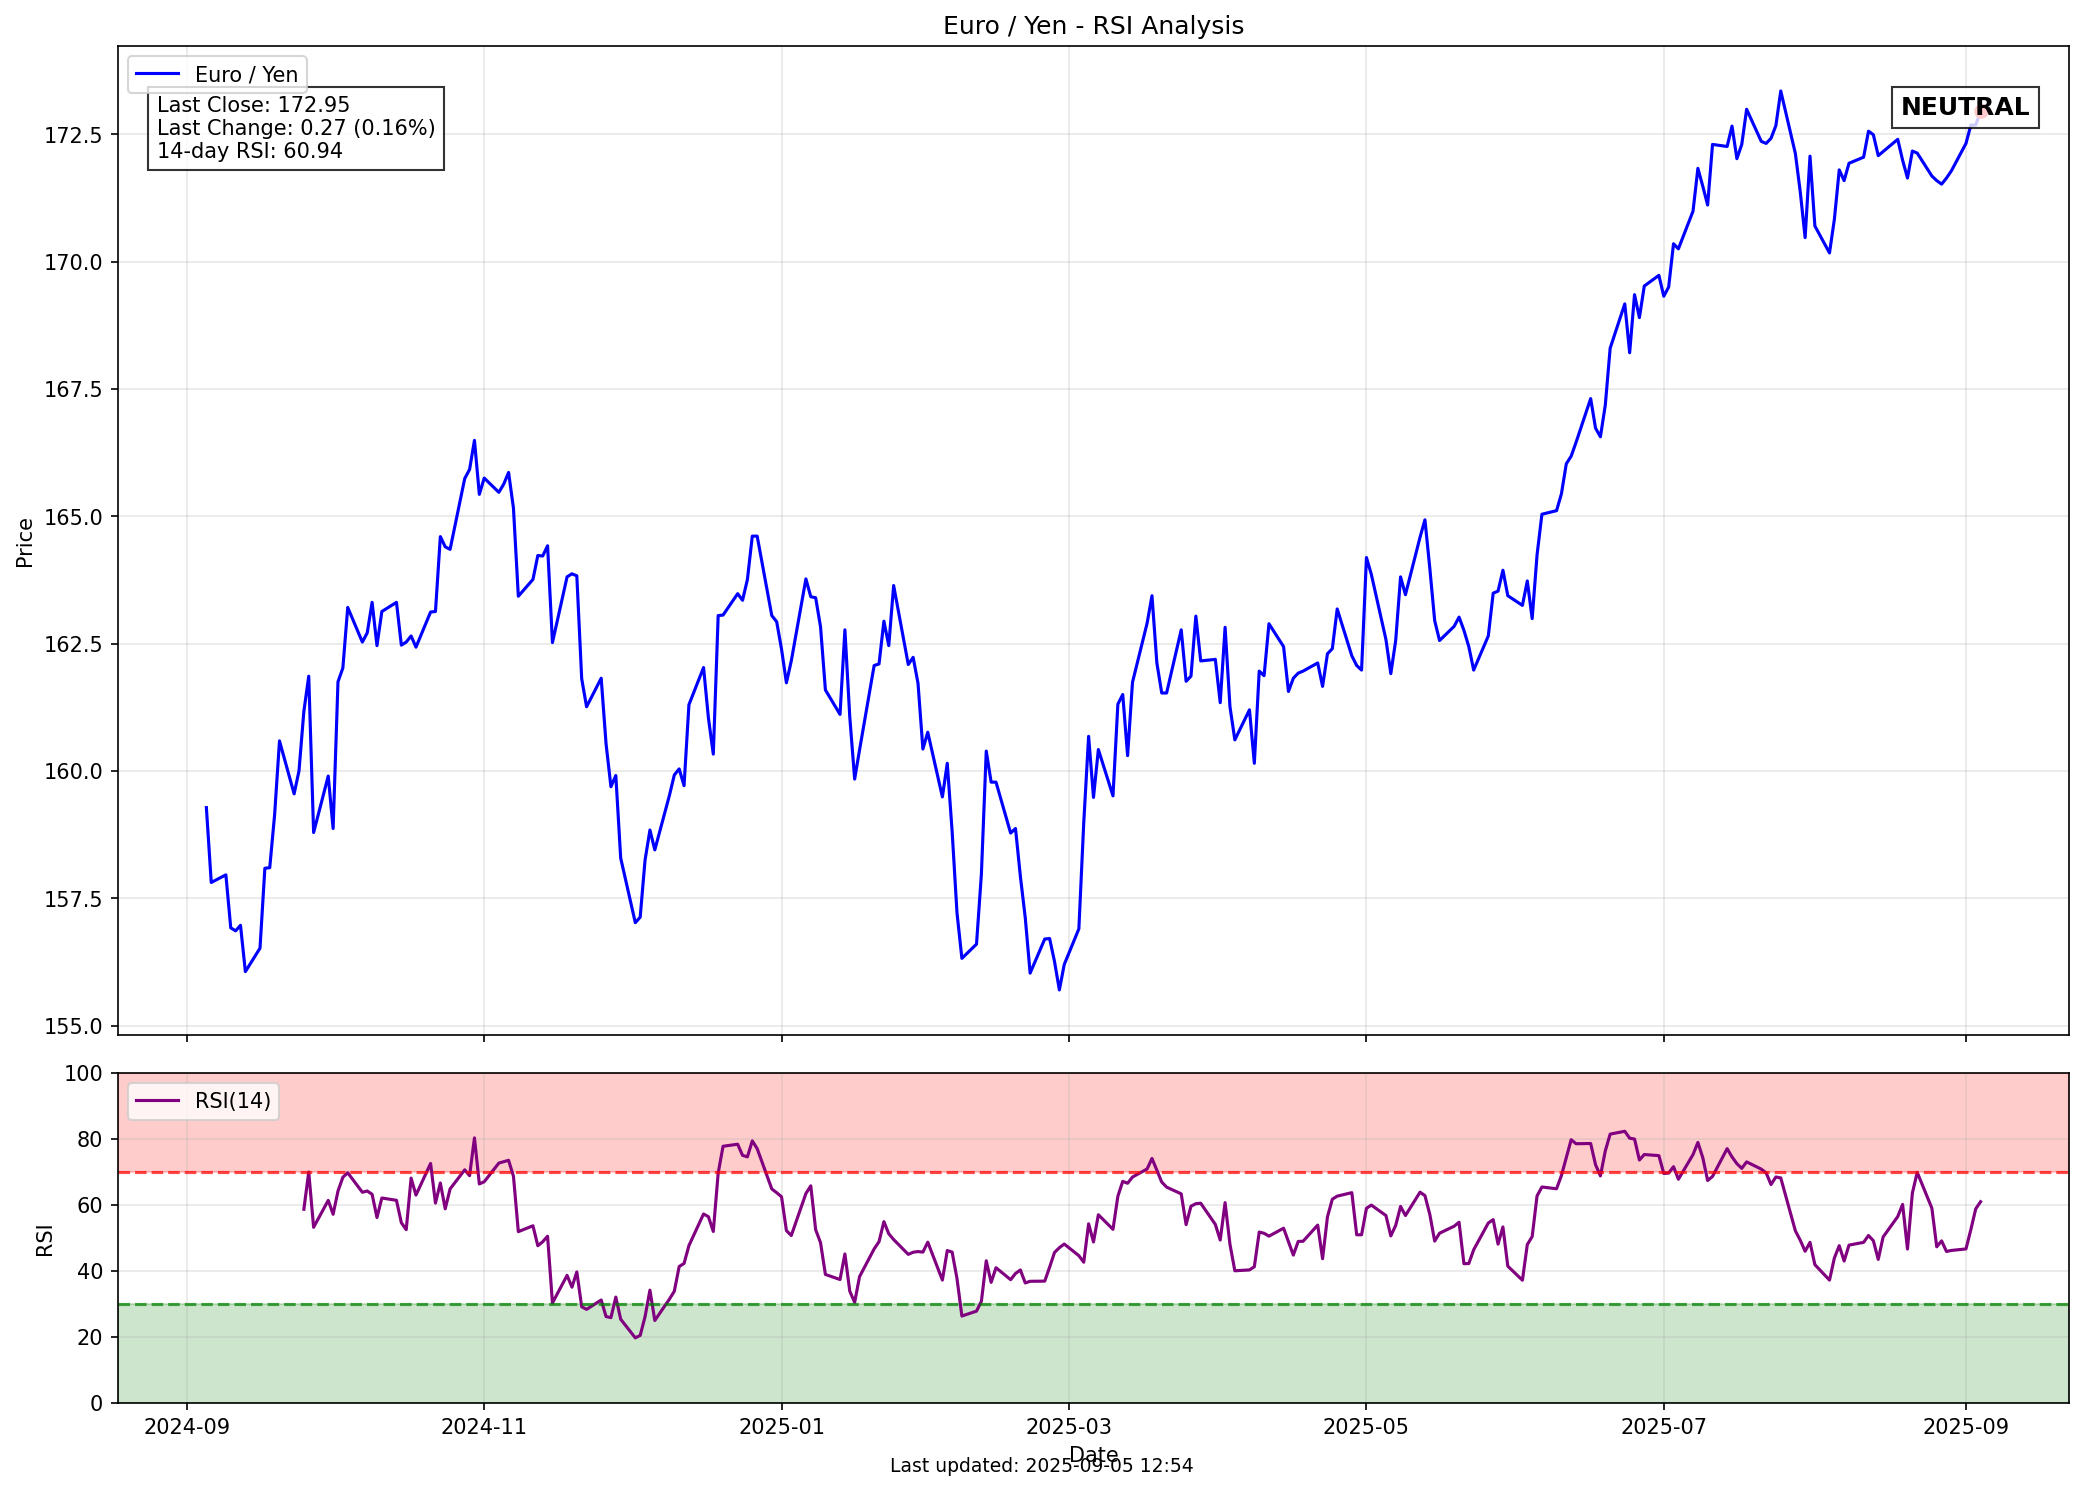 Euro / Yen - RSI Analysis
Euro / Yen
Last Close: 172.95
Last Change: 0.27 (0.16%)
14-day RSI: 60.94
NEUTRAL
Price
172.5
170.0
167.5
165.0
162.5
160.0
157.5
155.0
RSI(14)
RSI
100
80
60
40
20
0
2024-09 2024-11 2025-01 2025-03 2025-05 2025-07 2025-09
Date
Last updated: 2025-09-05 12:54